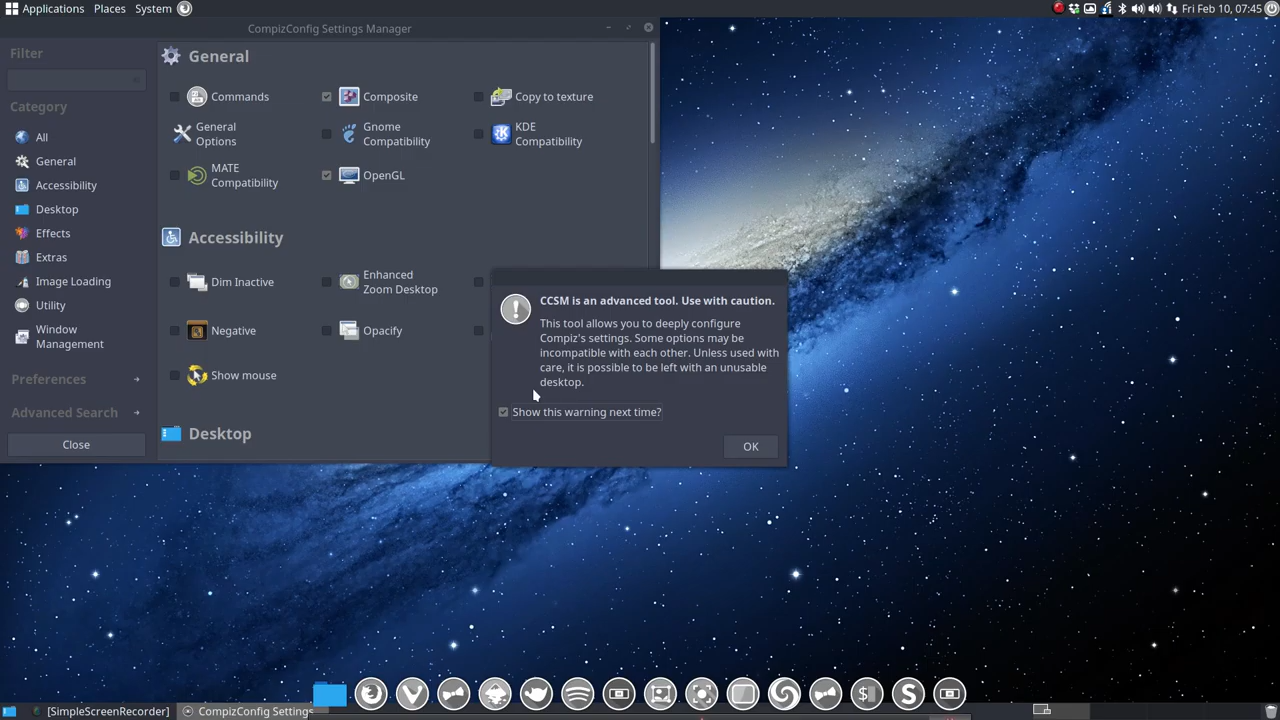 Applications Places System
Fri Feb 10, 07:45
CompizConfig Settings Manager
Filter
Category
All
General
Accessibility
Desktop
Effects
Extras
Image Loading
Utility
Window
Management
Preferences
Advanced Search
Close
General
Commands
Composite
Copy to texture
General
Options
Gnome
Compatibility
KDE
Compatibility
MATE
Compatibility
OpenGL
Accessibility
Dim Inactive
Enhanced
Zoom Desktop
Negative
Opacify
Show mouse
Desktop
CCSM is an advanced tool. Use with caution.
This tool allows you to deeply configure
Compiz's settings. Some options may be
incompatible with each other. Unless used with
care, it is possible to be left with an unusable
desktop.
Show this warning next time?
OK
[SimpleScreenRecorder]
CompizConfig Settings